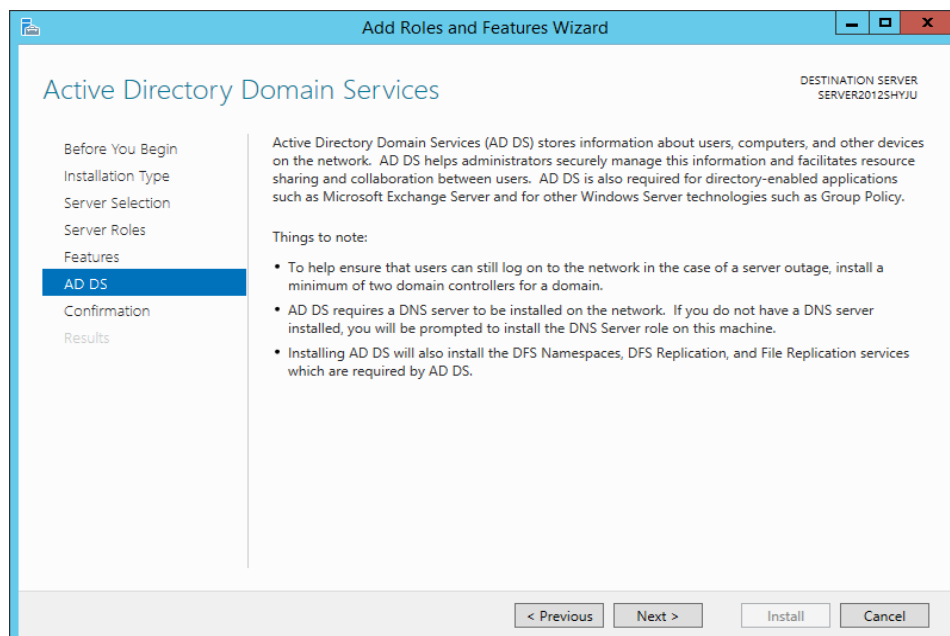 Add Roles and Features Wizard
Active Directory Domain Services
DESTINATION SERVER
SERVER2012SHYJU
Before You Begin
Installation Type
Server Selection
Server Roles
Features
AD DS
Confirmation
Results
Active Directory Domain Services (AD DS) stores information about users, computers, and other devices
on the network. AD DS helps administrators securely manage this information and facilitates resource
sharing and collaboration between users. AD DS is also required for directory-enabled applications
such as Microsoft Exchange Server and for other Windows Server technologies such as Group Policy.
Things to note:
• To help ensure that users can still log on to the network in the case of a server outage, install a
minimum of two domain controllers for a domain.
• AD DS requires a DNS server to be installed on the network. If you do not have a DNS server
installed, you will be prompted to install the DNS Server role on this machine.
• Installing AD DS will also install the DFS Namespaces, DFS Replication, and File Replication services
which are required by AD DS.
< Previous
Next >
Install
Cancel